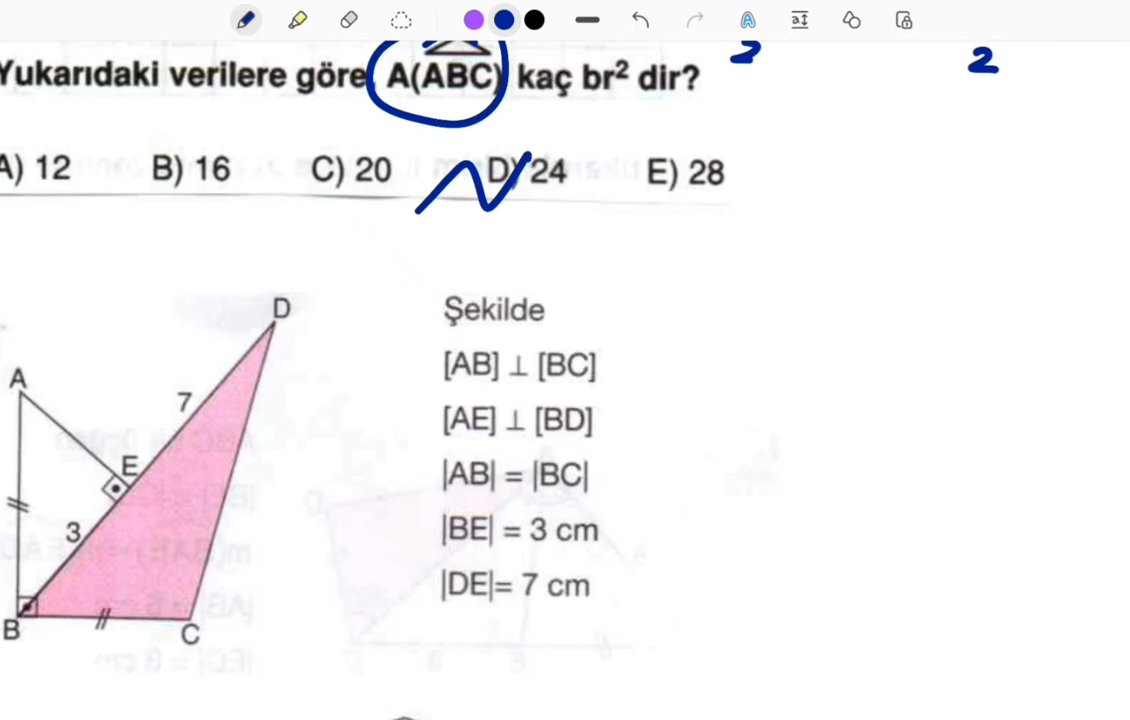 Yukarıdaki verilere göre, A(ABC) kaç br² dir?
2 2
A) 12 B) 16 C) 20 D) 24 E) 28
D
A
7
E
3
B
C
Şekilde
[AB] ⊥ [BC]
[AE] ⊥ [BD]
|AB| = |BC|
|BE| = 3 cm
|DE|= 7 cm